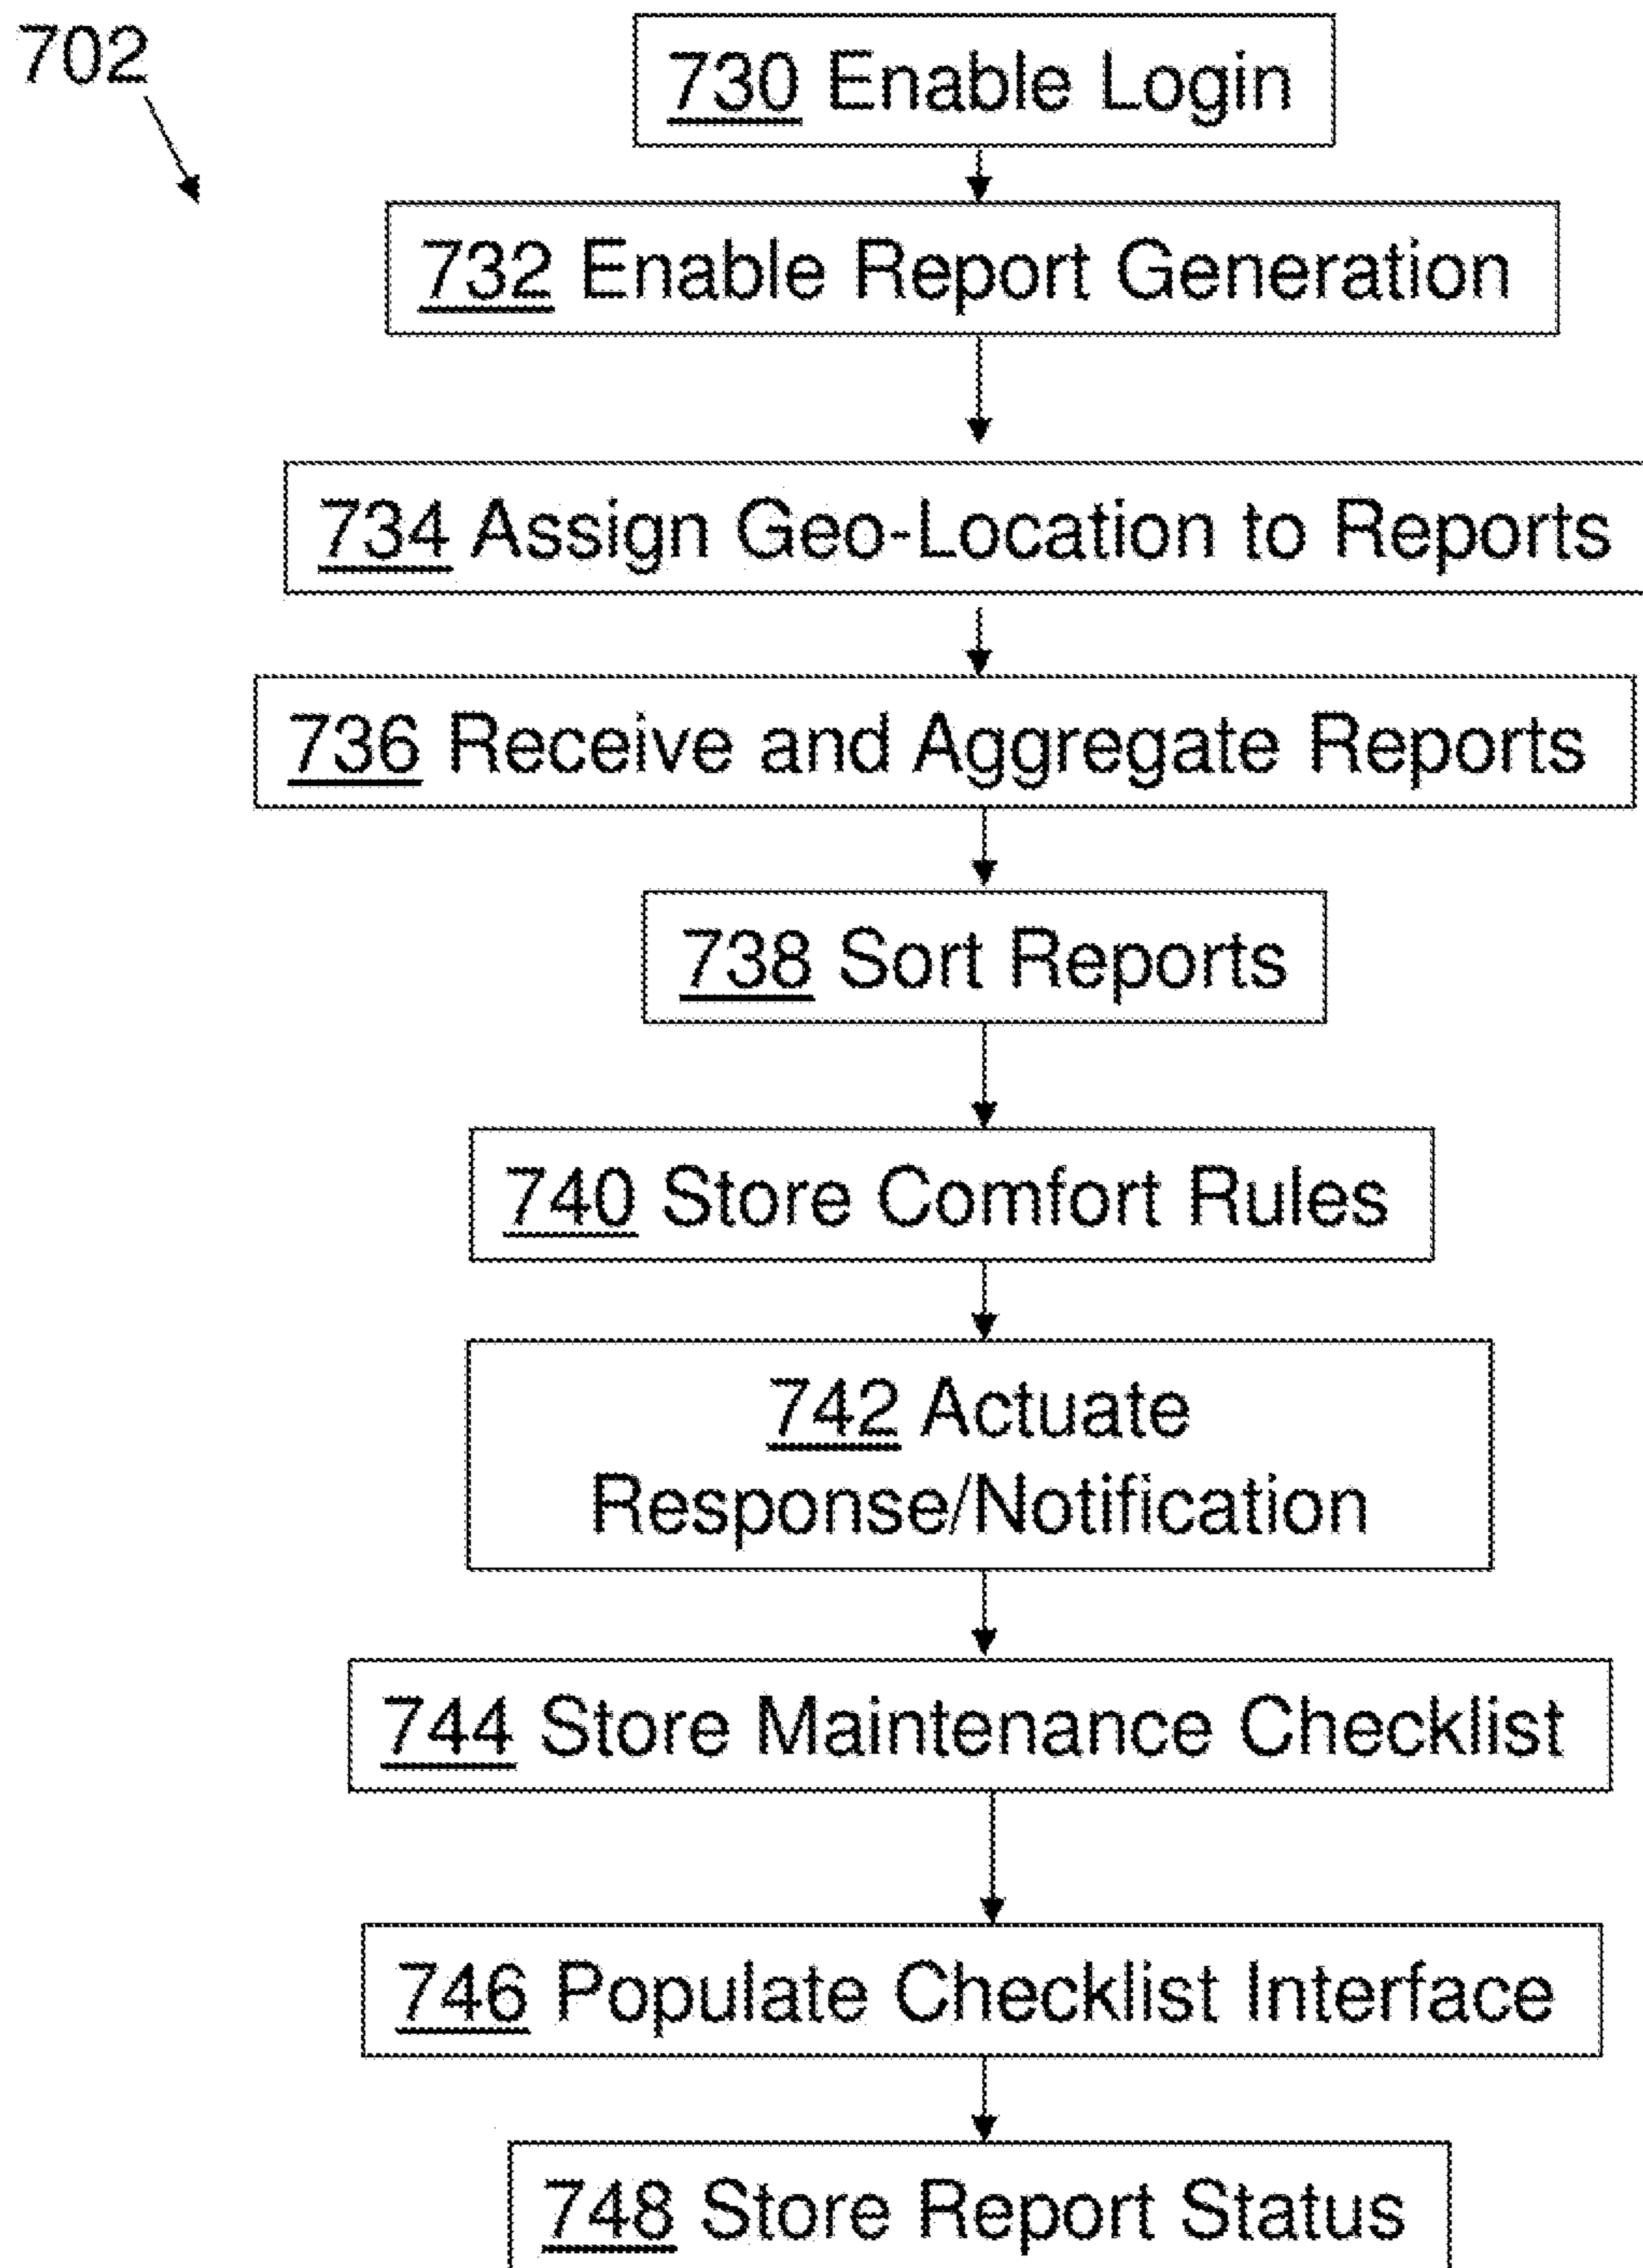 702
730 Enable Login
732 Enable Report Generation
734 Assign Geo-Location to Reports
736 Receive and Aggregate Reports
738 Sort Reports
740 Store Comfort Rules
742 Actuate
Response/Notification
744 Store Maintenance Checklist
746 Populate Checklist Interface
748 Store Report Status